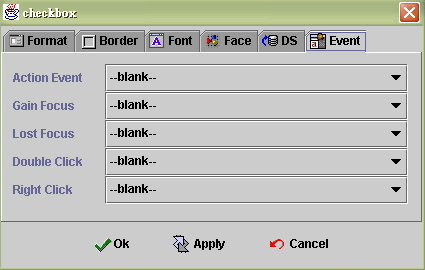 checkbox
Format Border Font Face DS Event
Action Event --blank--
Gain Focus --blank--
Lost Focus --blank--
Double Click --blank--
Right Click --blank--
Ok Apply Cancel